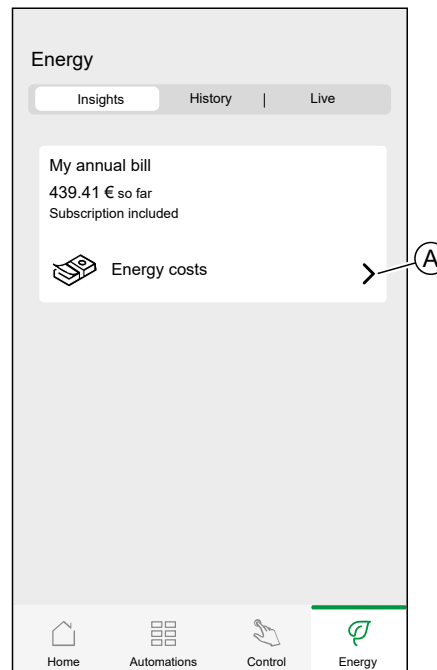 Energy
Insights History | Live
My annual bill
439.41 € so far
Subscription included
Energy costs
A
Home Automations Control Energy